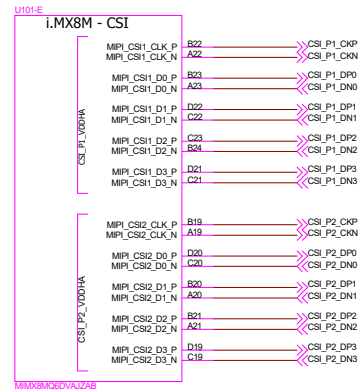 U101-E
i.MX8M - CSI
CSI_P1_VDDHA
MIPI_CSI1_CLK_P B22 CSI_P1_CKP
MIPI_CSI1_CLK_N A22 CSI_P1_CKN
MIPI_CSI1_D0_P B23 CSI_P1_DP0
MIPI_CSI1_D0_N A23 CSI_P1_DN0
MIPI_CSI1_D1_P D22 CSI_P1_DP1
MIPI_CSI1_D1_N C22 CSI_P1_DN1
MIPI_CSI1_D2_P C23 CSI_P1_DP2
MIPI_CSI1_D2_N B24 CSI_P1_DN2
MIPI_CSI1_D3_P D21 CSI_P1_DP3
MIPI_CSI1_D3_N C21 CSI_P1_DN3
CSI_P2_VDDHA
MIPI_CSI2_CLK_P B19 CSI_P2_CKP
MIPI_CSI2_CLK_N A19 CSI_P2_CKN
MIPI_CSI2_D0_P D20 CSI_P2_DP0
MIPI_CSI2_D0_N C20 CSI_P2_DN0
MIPI_CSI2_D1_P B20 CSI_P2_DP1
MIPI_CSI2_D1_N A20 CSI_P2_DN1
MIPI_CSI2_D2_P B21 CSI_P2_DP2
MIPI_CSI2_D2_N A21 CSI_P2_DN2
MIPI_CSI2_D3_P D19 CSI_P2_DP3
MIPI_CSI2_D3_N C19 CSI_P2_DN3
MIMX8MQ6DVAJZAB